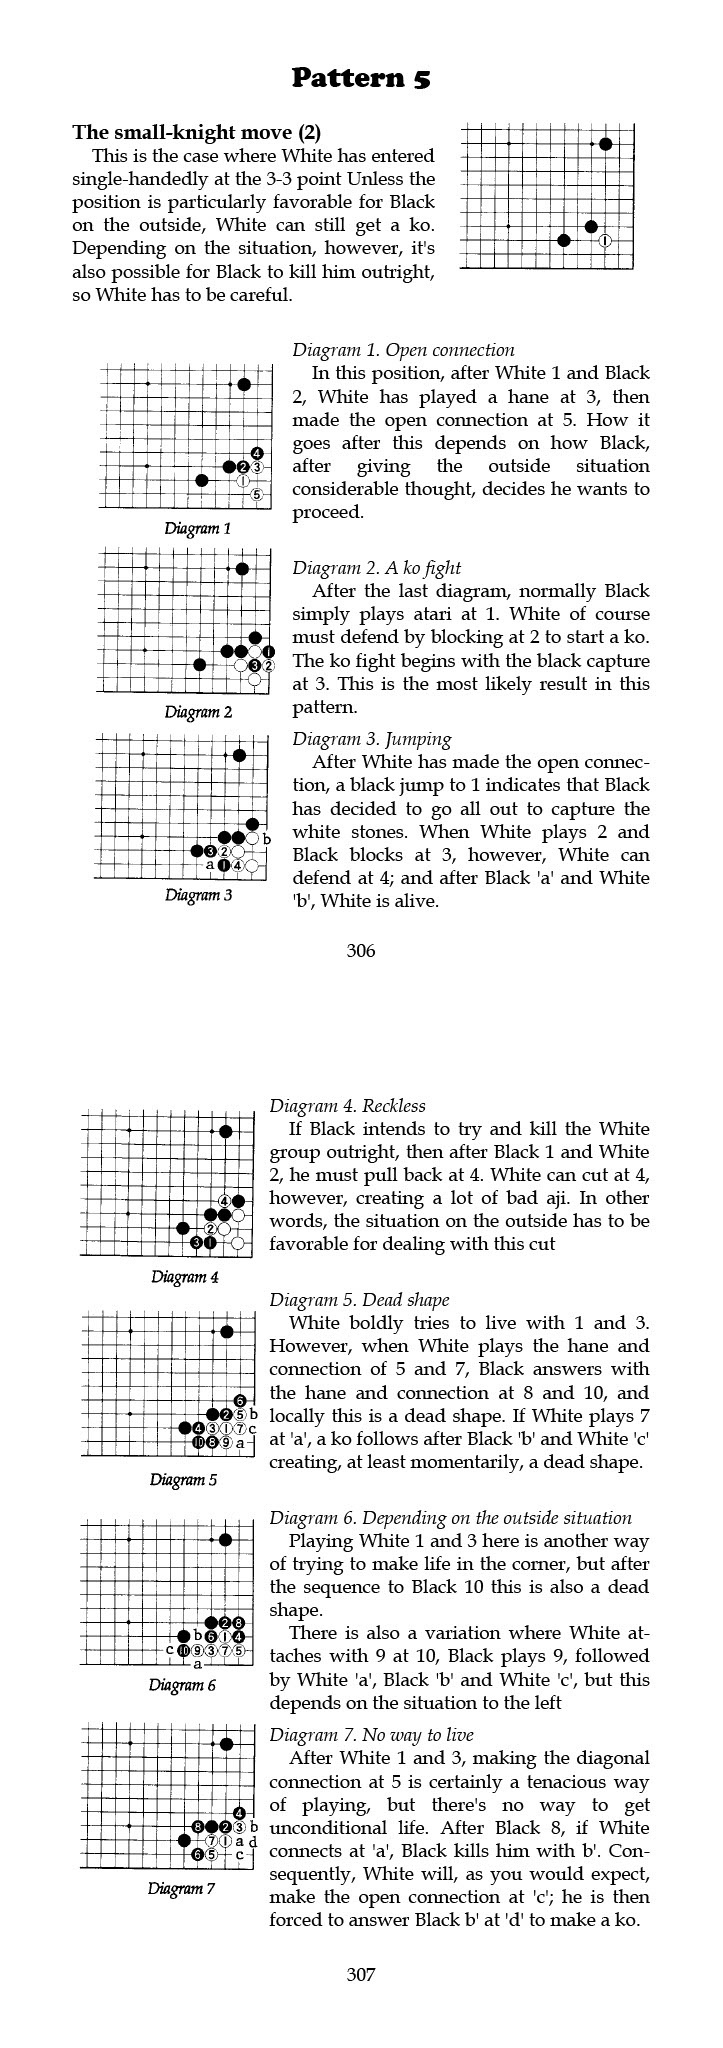 Pattern 5
The small-knight move (2)
This is the case where White has entered
single-handedly at the 3-3 point Unless the
position is particularly favorable for Black
on the outside, White can still get a ko.
Depending on the situation, however, it's
also possible for Black to kill him outright,
so White has to be careful.
1
Diagram 1. Open connection
In this position, after White 1 and Black
2, White has played a hane at 3, then
made the open connection at 5. How it
goes after this depends on how Black,
after giving the outside situation
considerable thought, decides he wants to
proceed.
4
2 3
1
5
Diagram 1
Diagram 2. A ko fight
After the last diagram, normally Black
simply plays atari at 1. White of course
must defend by blocking at 2 to start a ko.
The ko fight begins with the black capture
at 3. This is the most likely result in this
pattern.
1
3 2
Diagram 2
Diagram 3. Jumping
After White has made the open connec-
tion, a black jump to 1 indicates that Black
has decided to go all out to capture the
white stones. When White plays 2 and
Black blocks at 3, however, White can
defend at 4; and after Black 'a' and White
'b', White is alive.
b
3 2
a 1 4
Diagram 3
306
Diagram 4. Reckless
If Black intends to try and kill the White
group outright, then after Black 1 and White
2, he must pull back at 4. White can cut at 4,
however, creating a lot of bad aji. In other
words, the situation on the outside has to be
favorable for dealing with this cut
4
2
3 1
Diagram 4
Diagram 5. Dead shape
White boldly tries to live with 1 and 3.
However, when White plays the hane and
connection of 5 and 7, Black answers with
the hane and connection at 8 and 10, and
locally this is a dead shape. If White plays 7
at 'a', a ko follows after Black 'b' and White 'c'
creating, at least momentarily, a dead shape.
6
2 5 b
4 3 1 7 c
10 8 9 a
Diagram 5
Diagram 6. Depending on the outside situation
Playing White 1 and 3 here is another way
of trying to make life in the corner, but after
the sequence to Black 10 this is also a dead
shape.
There is also a variation where White at-
taches with 9 at 10, Black plays 9, followed
by White 'a', Black 'b' and White 'c', but this
depends on the situation to the left
2 8
b 6 1 4
c 10 9 3 7 5
a
Diagram 6
Diagram 7. No way to live
After White 1 and 3, making the diagonal
connection at 5 is certainly a tenacious way
of playing, but there's no way to get
unconditional life. After Black 8, if White
connects at 'a', Black kills him with b'. Con-
sequently, White will, as you would expect,
make the open connection at 'c'; he is then
forced to answer Black b' at 'd' to make a ko.
4
8 2 3 b
7 1 a d
6 5 c
Diagram 7
307